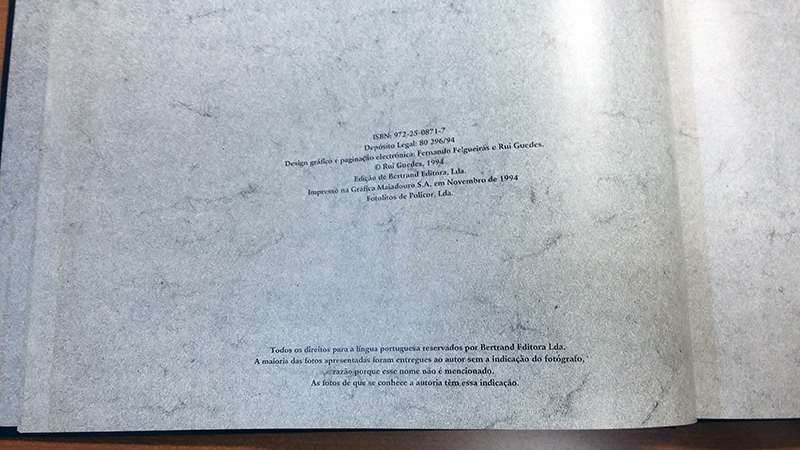 ISBN: 972-25-0871-7
Depósito Legal: 80 296/94
Design gráfico e paginação electrónica: Fernando Felgueiras e Rui Guedes.
© Rui Guedes, 1994
Edição de Bertrand Editora, Lda.
Impresso na Gráfica Maiadouro S.A. em Novembro de 1994
Fotolitos de Policor, Lda.
Todos os direitos para a língua portuguesa reservados por Bertrand Editora Lda.
A maioria das fotos apresentadas foram entregues ao autor sem a indicação do fotógrafo,
razão porque esse nome não é mencionado.
As fotos de que se conhece a autoria têm essa indicação.